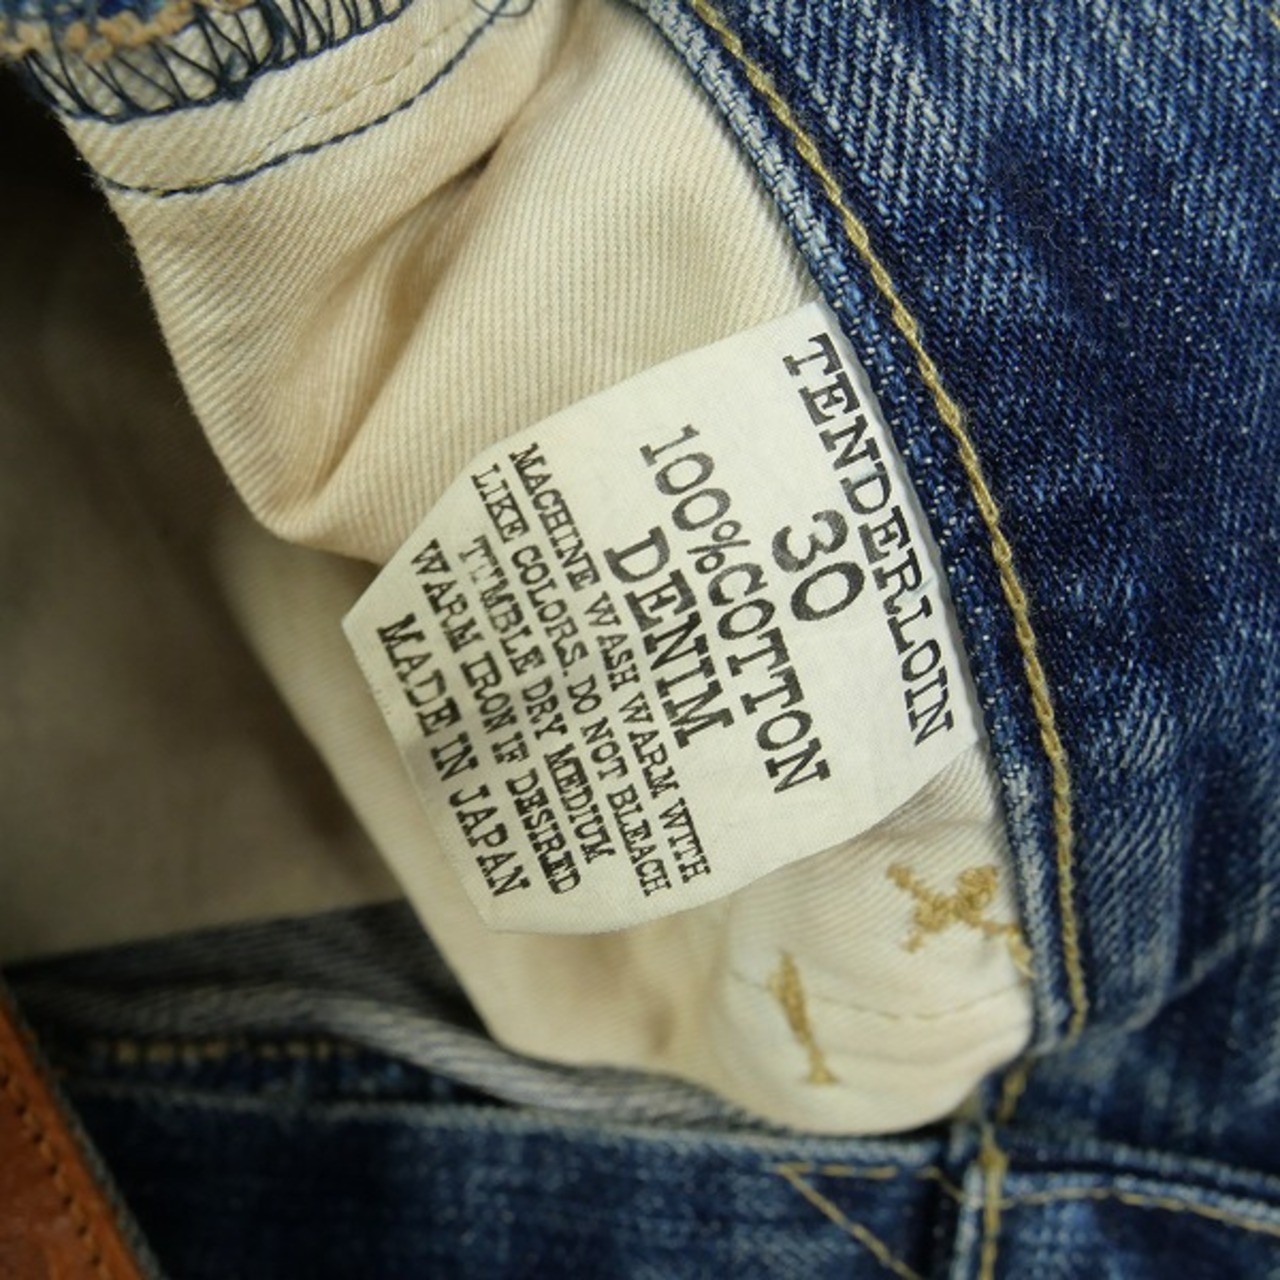 TENDERLOIN
30
100%COTTON
DENIM
MACHINE WASH WARM WITH
LIKE COLORS. DO NOT BLEACH
TTMBLE DRY MEDIUM
WARM IRON IF DESIRED
MADE IN JAPAN